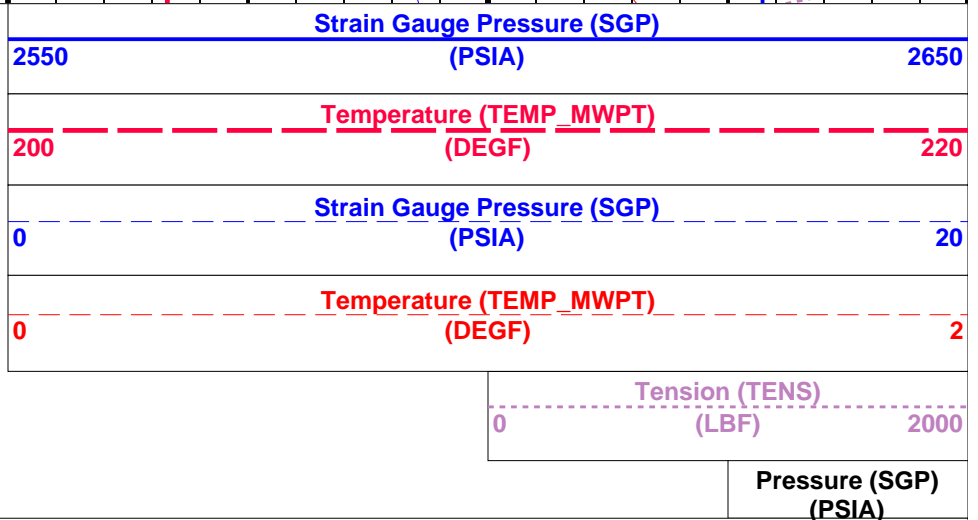 Strain Gauge Pressure (SGP)
2550 (PSIA) 2650
Temperature (TEMP_MWPT)
200 (DEGF) 220
Strain Gauge Pressure (SGP)
0 (PSIA) 20
Temperature (TEMP_MWPT)
0 (DEGF) 2
Tension (TENS)
0 (LBF) 2000
Pressure (SGP)
(PSIA)